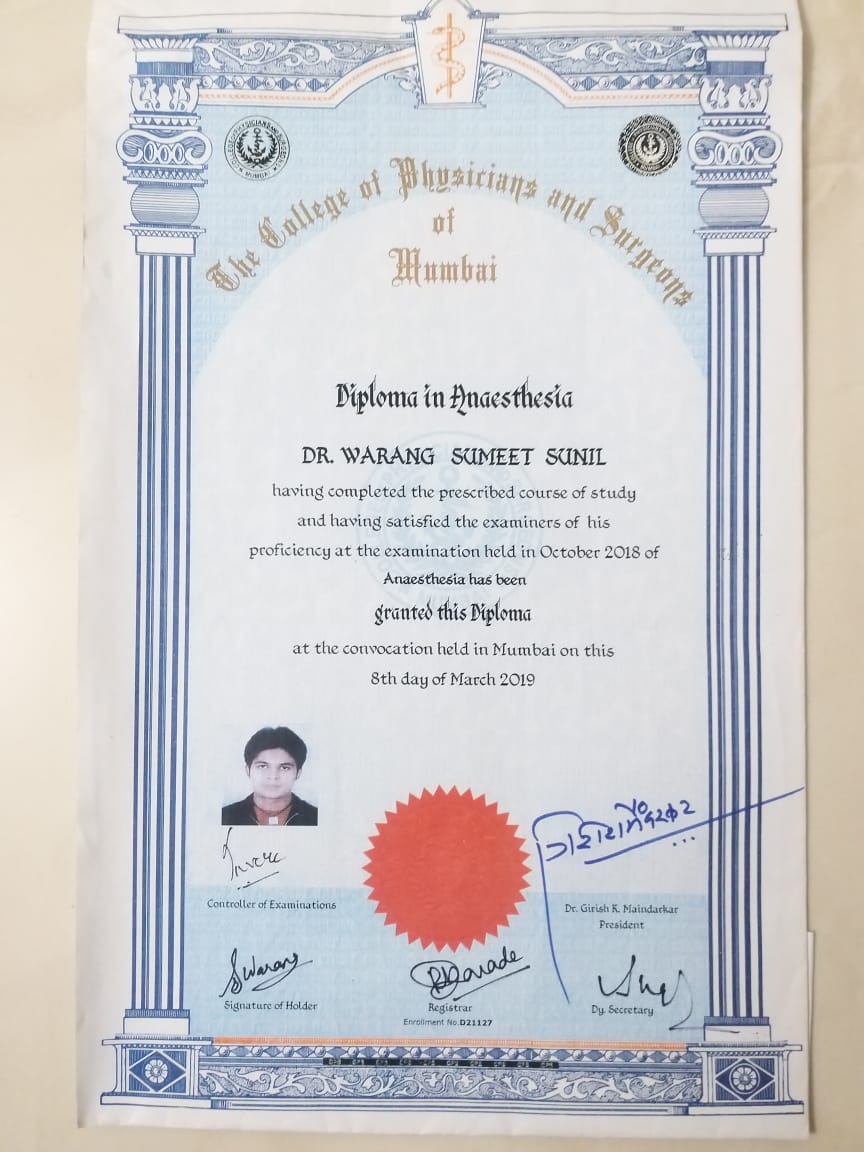 The College of Physicians and Surgeons
of
Mumbai
Diploma in Anaesthesia
DR. WARANG SUMEET SUNIL
having completed the prescribed course of study
and having satisfied the examiners of his
proficiency at the examination held in October 2018 of
Anaesthesia has been
granted this Diploma
at the convocation held in Mumbai on this
8th day of March 2019
Controller of Examinations
Dr. Girish K. Maindarkar
President
SWarang
Signature of Holder
Registrar
Enrollment No.D21127
Dy. Secretary